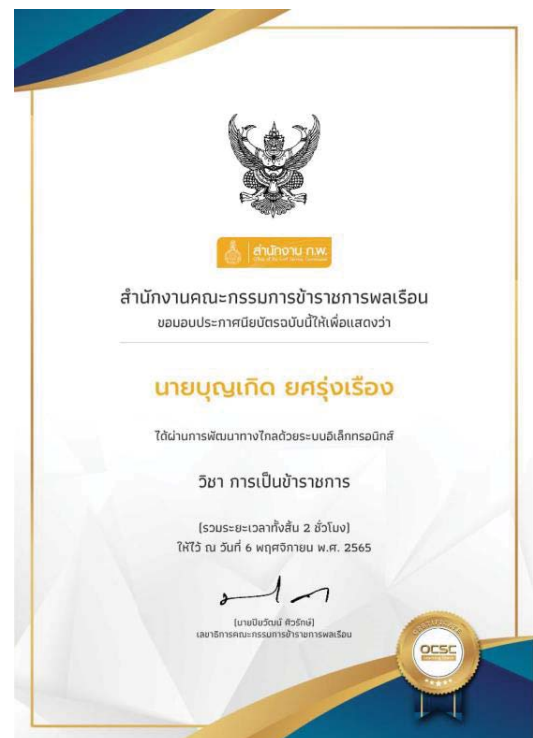 สำนักงาน ก.พ.
สำนักงานคณะกรรมการข้าราชการพลเรือน
ขอมอบประกาศนียบัตรฉบับนี้ให้เพื่อแสดงว่า
นายบุญเกิด ยศรุ่งเรือง
ได้ผ่านการพัฒนาทางไกลด้วยระบบอิเล็กทรอนิกส์
วิชา การเป็นข้าราชการ
(รวมระยะเวลาทั้งสิ้น 2 ชั่วโมง)
ให้ไว้ ณ วันที่ 6 พฤศจิกายน พ.ศ. 2565
(นายปิยวัฒน์ ศิวรักษ์)
เลขาธิการคณะกรรมการข้าราชการพลเรือน
CERTIFICATE
OCSC